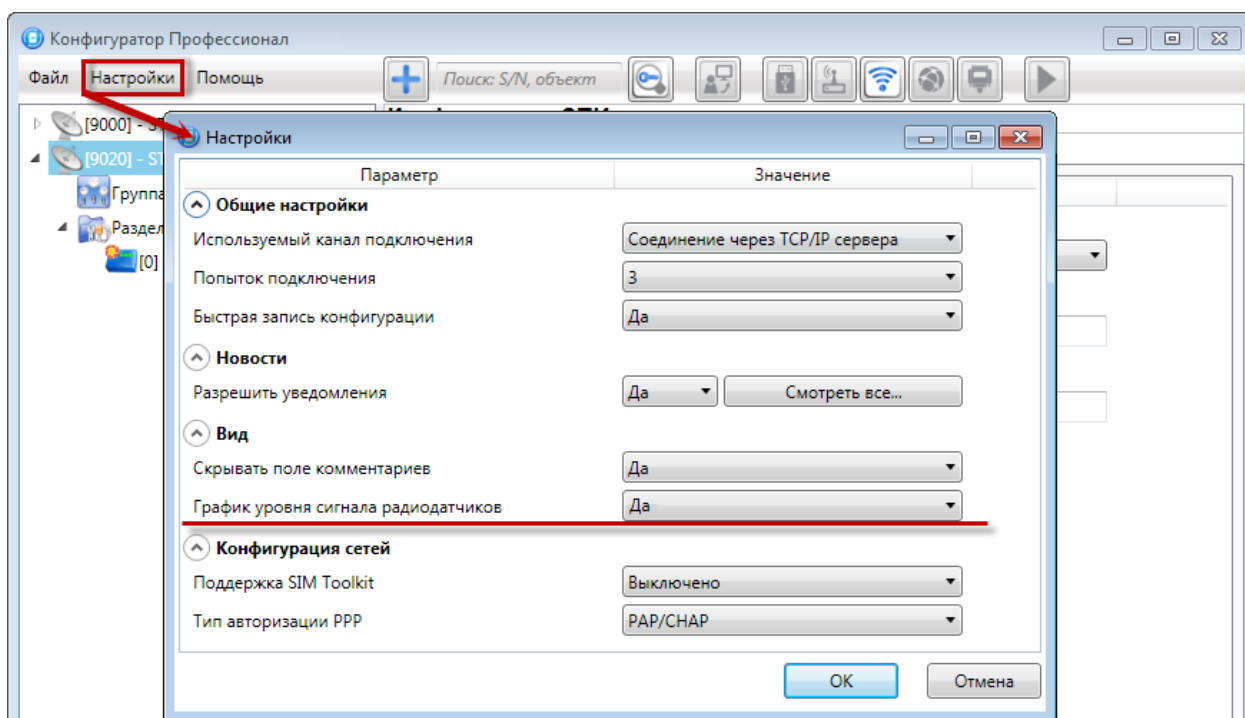 Конфигуратор Профессионал
Файл Настройки Помощь Поиск: S/N, объект
[9000] - ST
[9020] - ST
Группа
Раздел
[0]
Настройки
Параметр Значение
Общие настройки
Используемый канал подключения Соединение через TCP/IP сервера
Попыток подключения 3
Быстрая запись конфигурации Да
Новости
Разрешить уведомления Да Смотреть все...
Вид
Скрывать поле комментариев Да
График уровня сигнала радиодатчиков Да
Конфигурация сетей
Поддержка SIM Toolkit Выключено
Тип авторизации PPP PAP/CHAP
OK Отмена